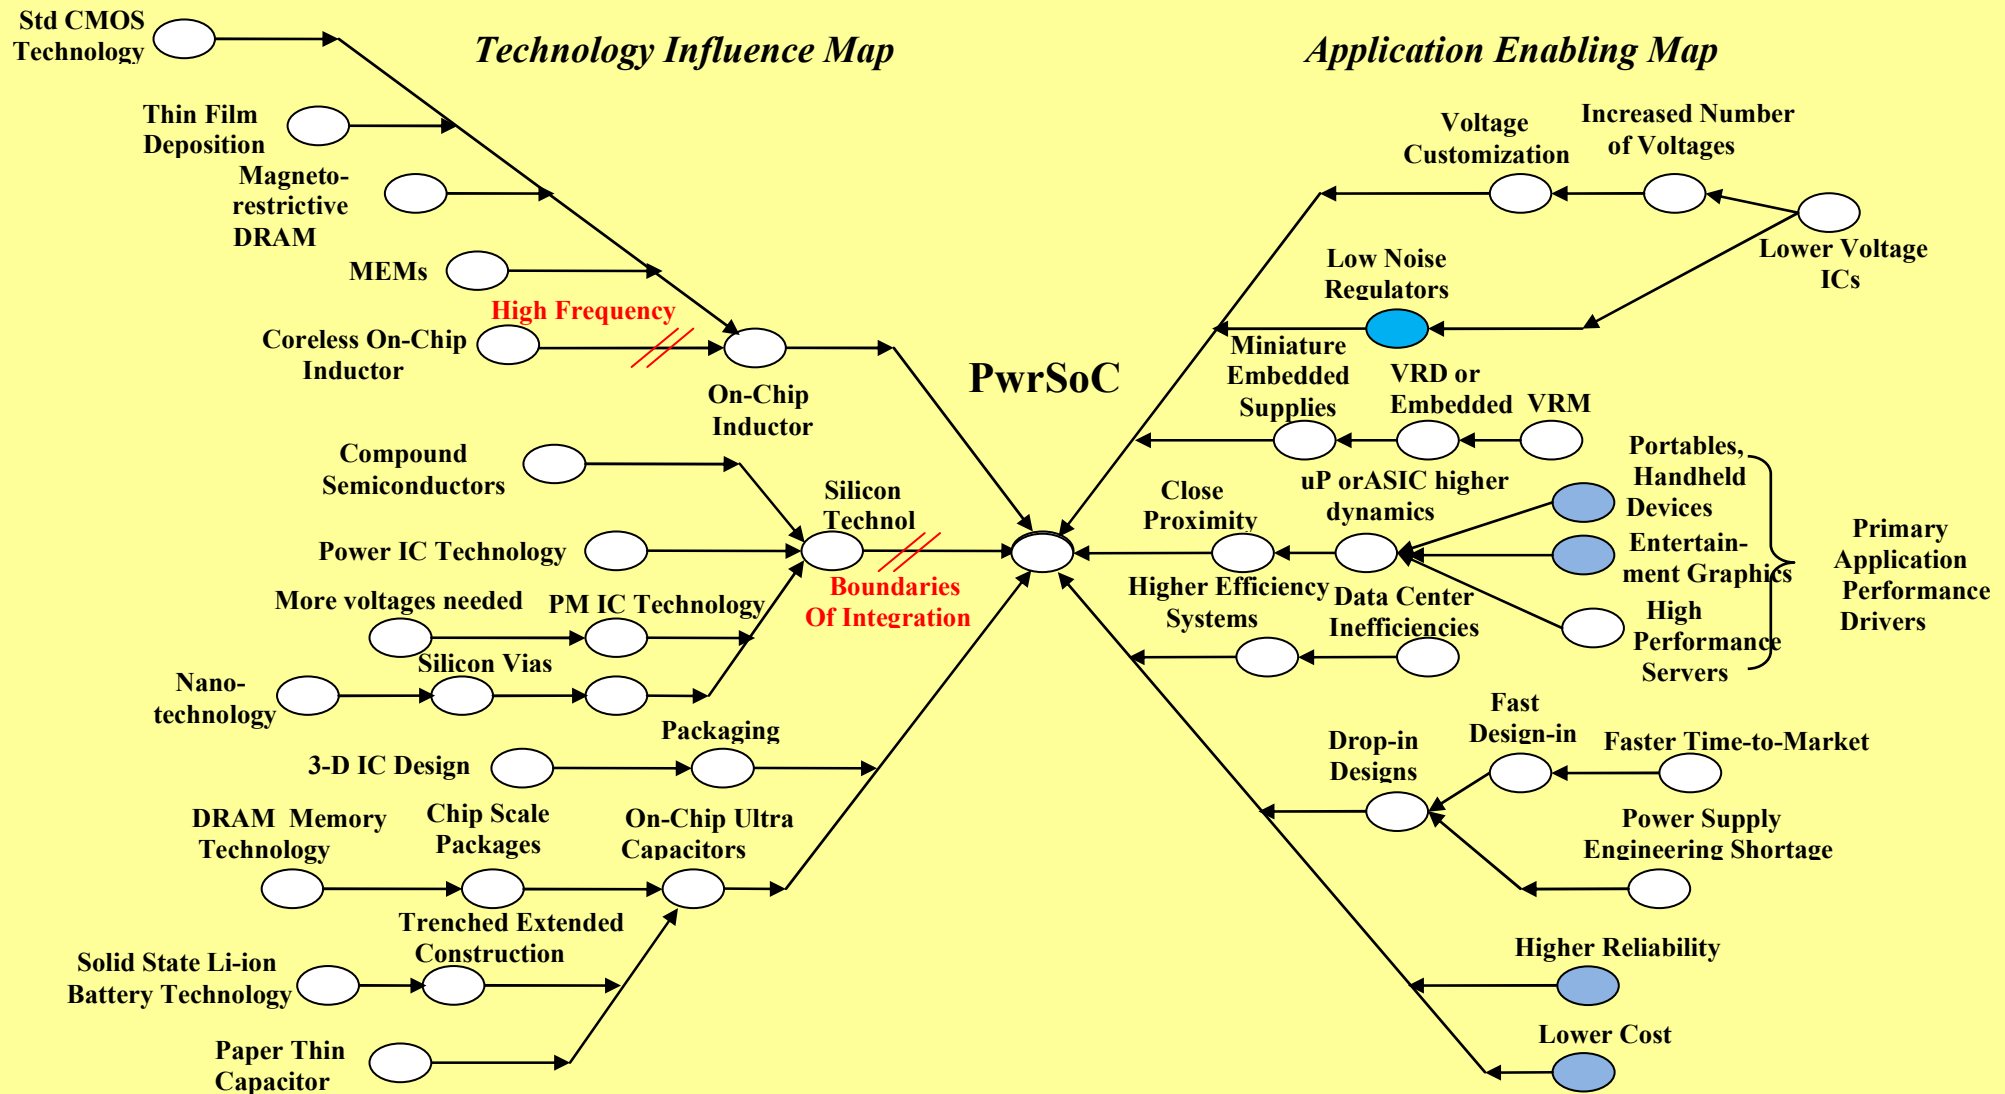 Technology Influence Map
Application Enabling Map
Std CMOS
Technology
Thin Film
Deposition
Magneto-
restrictive
DRAM
MEMs
High Frequency
Coreless On-Chip
Inductor
On-Chip
Inductor
Compound
Semiconductors
Silicon
Technol
Power IC Technology
Boundaries
Of Integration
More voltages needed
PM IC Technology
Silicon Vias
Nano-
technology
Packaging
3-D IC Design
DRAM Memory
Technology
Chip Scale
Packages
On-Chip Ultra
Capacitors
Trenched Extended
Construction
Solid State Li-ion
Battery Technology
Paper Thin
Capacitor
PwrSoC
Voltage
Customization
Increased Number
of Voltages
Lower Voltage
ICs
Low Noise
Regulators
Miniature
Embedded
Supplies
VRD or
Embedded
VRM
Portables,
Handheld
Devices
uP orASIC higher
dynamics
Close
Proximity
Entertain-
ment Graphics
Primary
Application
Performance
Drivers
Higher Efficiency
Systems
Data Center
Inefficiencies
High
Performance
Servers
Fast
Design-in
Drop-in
Designs
Faster Time-to-Market
Power Supply
Engineering Shortage
Higher Reliability
Lower Cost